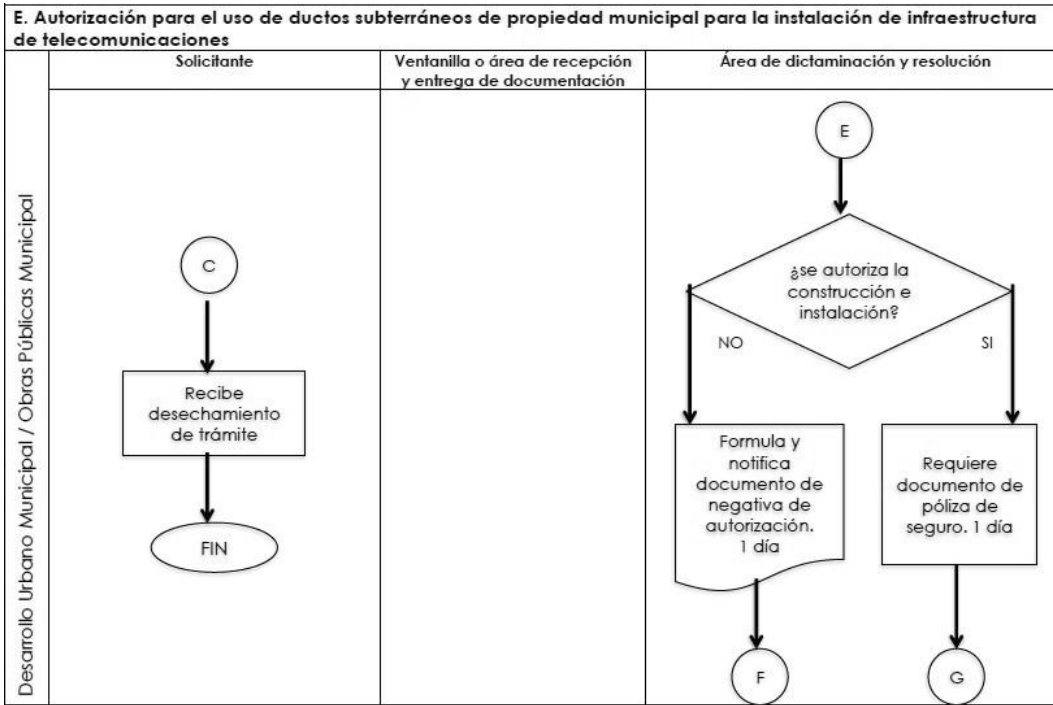 E. Autorización para el uso de ductos subterráneos de propiedad municipal para la instalación de infraestructura
de telecomunicaciones
Solicitante
Ventanilla o área de recepción
y entrega de documentación
Área de dictaminación y resolución
Desarrollo Urbano Municipal / Obras Públicas Municipal
C
Recibe
desechamiento
de trámite
FIN
E
¿se autoriza la
construcción e
instalación?
NO
SI
Formula y
notifica
documento de
negativa de
autorización.
1 día
Requiere
documento de
póliza de
seguro. 1 día
F
G